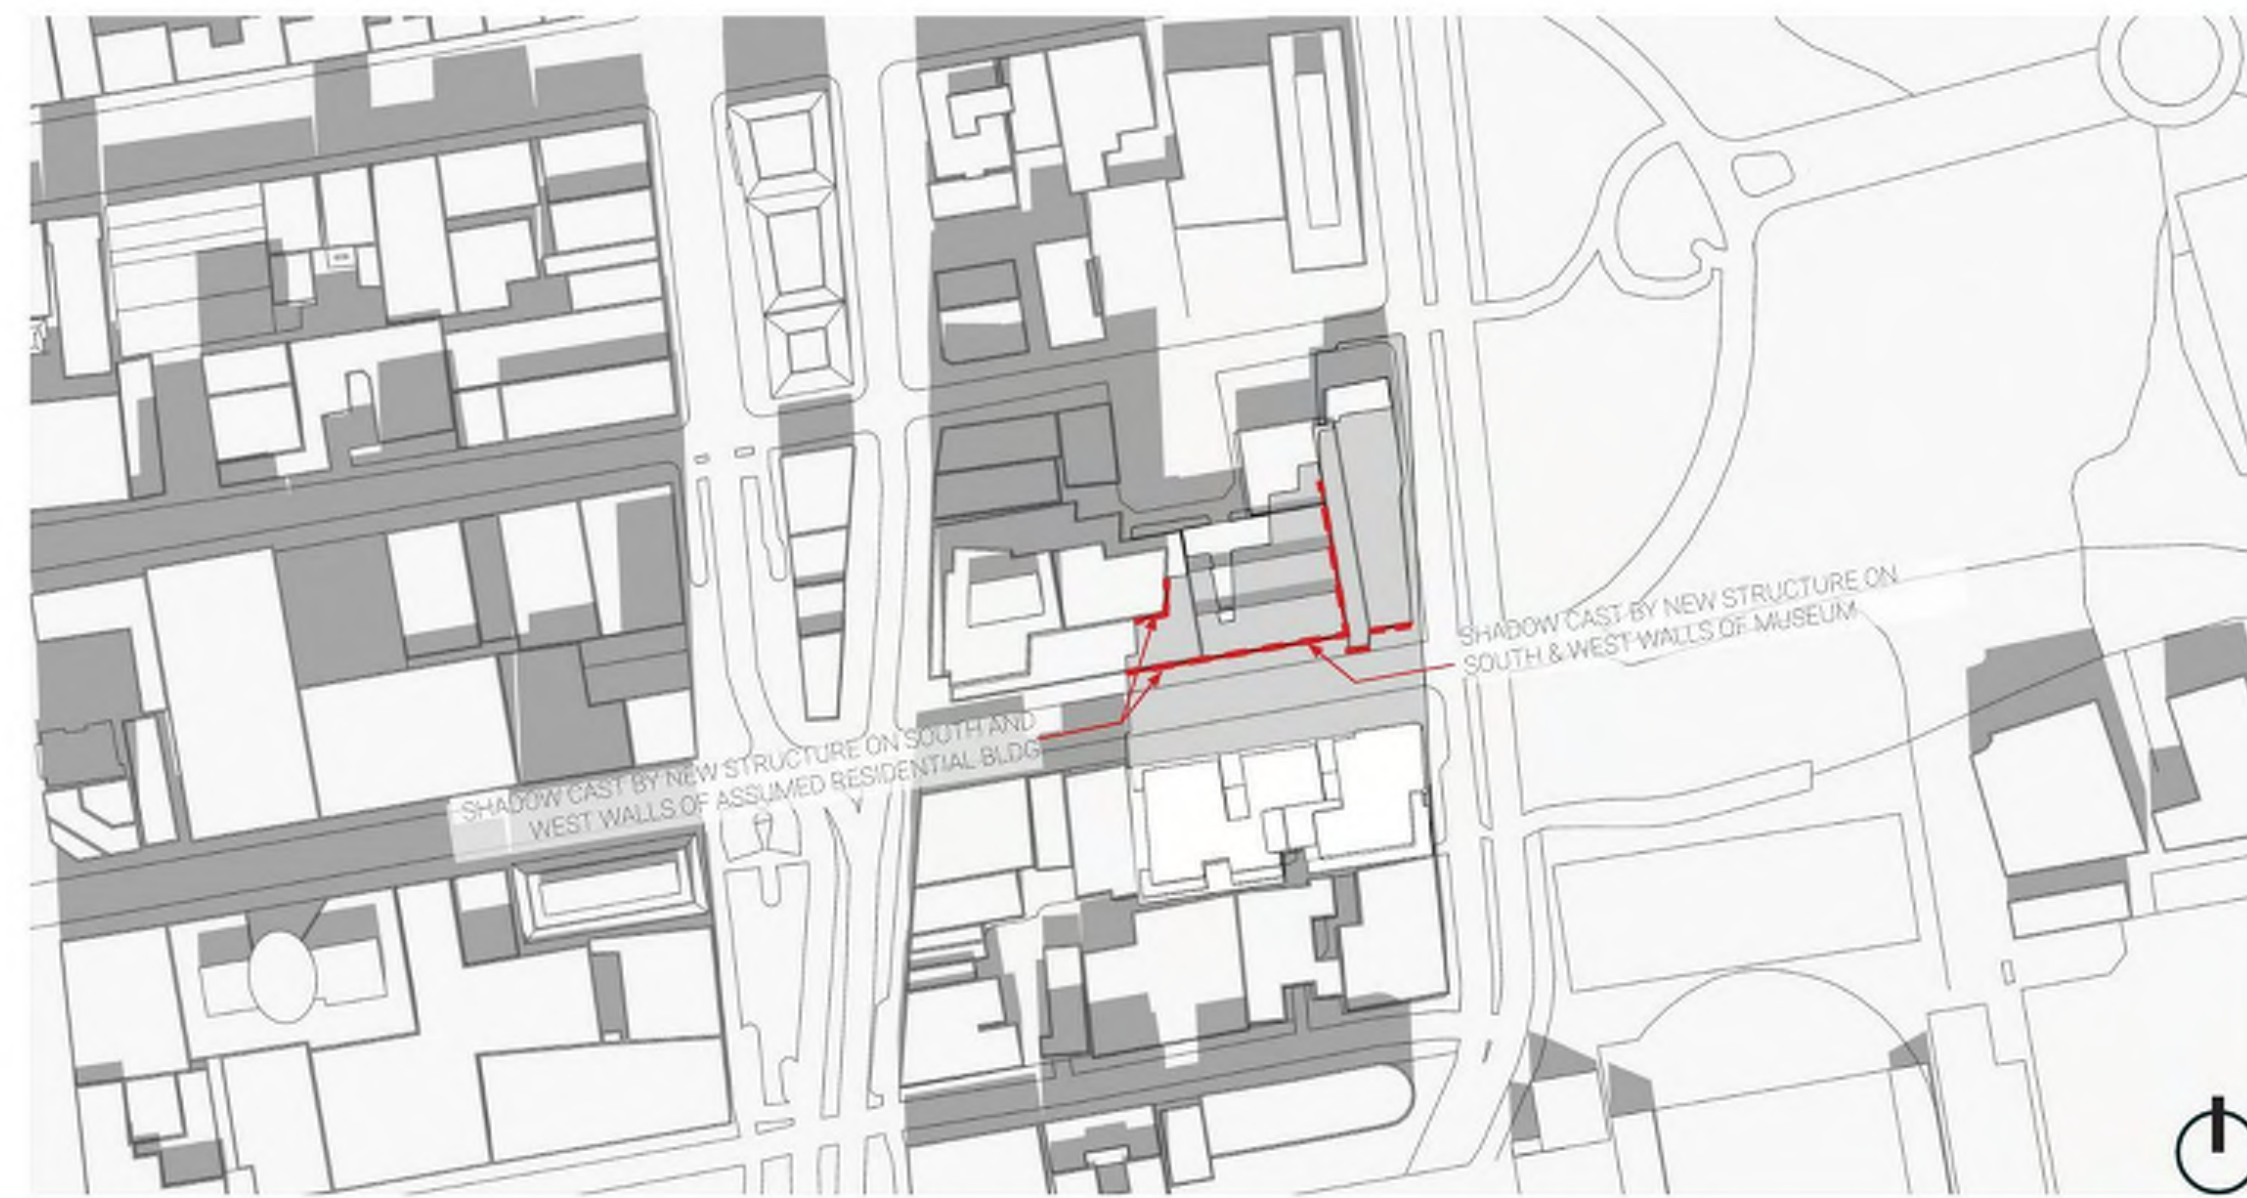 SHADOW CAST BY NEW STRUCTURE ON
SOUTH & WEST WALLS OF MUSEUM
SHADOW CAST BY NEW STRUCTURE ON SOUTH AND
WEST WALLS OF ASSUMED RESIDENTIAL BLDG